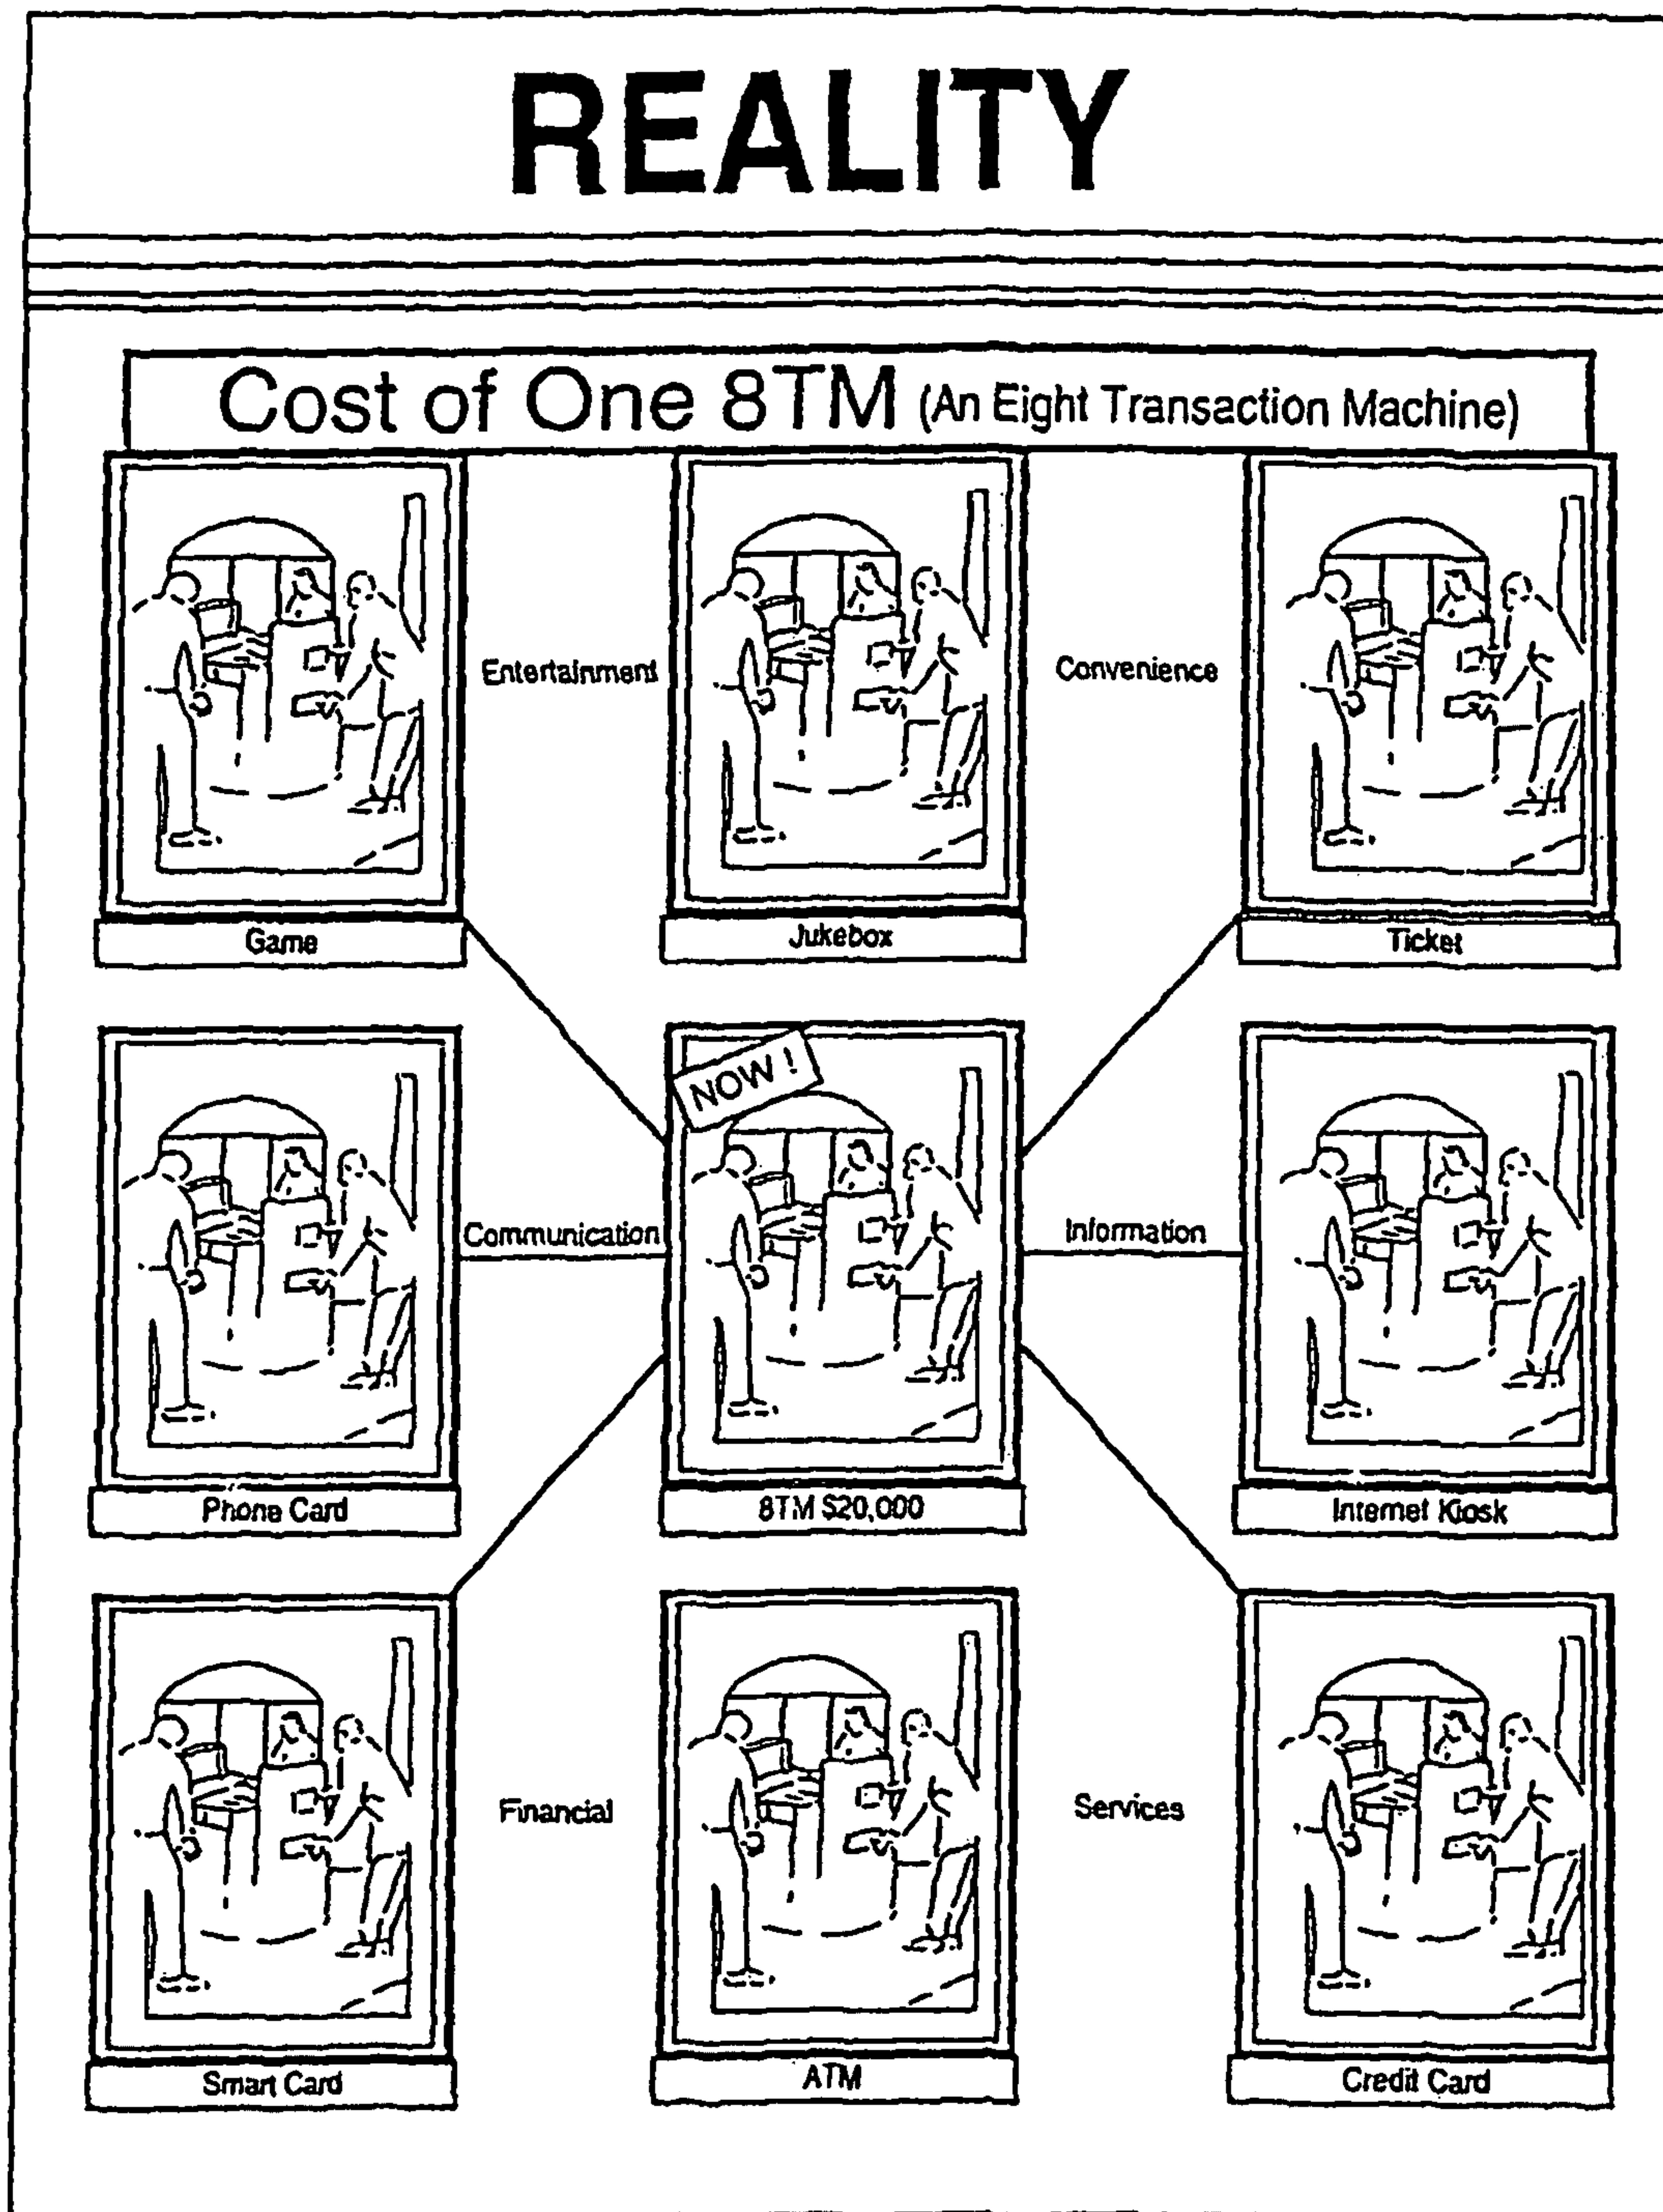 REALITY
Cost of One 8TM (An Eight Transaction Machine)
Entertainment
Convenience
Game
Jukebox
Ticket
NOW !
Communication
Information
Phone Card
8TM $20,000
Internet Kiosk
Financial
Services
Smart Card
ATM
Credit Card